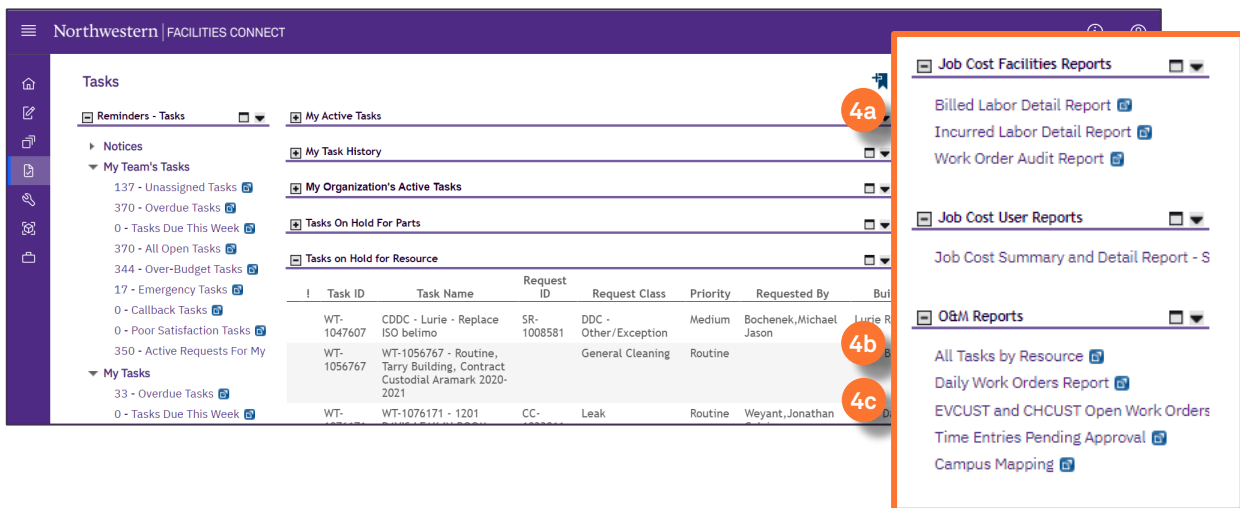 Northwestern | FACILITIES CONNECT
Tasks
Reminders - Tasks
Notices
My Team's Tasks
137 - Unassigned Tasks
370 - Overdue Tasks
0 - Tasks Due This Week
370 - All Open Tasks
344 - Over-Budget Tasks
17 - Emergency Tasks
0 - Callback Tasks
0 - Poor Satisfaction Tasks
350 - Active Requests For My
My Tasks
33 - Overdue Tasks
0 - Tasks Due This Week
My Active Tasks
My Task History
My Organization's Active Tasks
Tasks On Hold For Parts
Tasks on Hold for Resource
! Task ID Task Name Request ID Request Class Priority Requested By Bui
WT-1047607 CDDC - Lurie - Replace SR-1008581 DDC - Medium Bochenek,Michael Lurie R
ISO belimo Other/Exception Jason
WT-1056767 WT-1056767 - Routine, General Cleaning Routine B
Tarry Building, Contract
Custodial Aramark 2020-
2021
WT- WT-1076171 - 1201 CC- Leak Routine Weyant,Jonathan Da
4a
4b
4c
Job Cost Facilities Reports
Billed Labor Detail Report
Incurred Labor Detail Report
Work Order Audit Report
Job Cost User Reports
Job Cost Summary and Detail Report - S
O&M Reports
All Tasks by Resource
Daily Work Orders Report
EVCUST and CHCUST Open Work Orders
Time Entries Pending Approval
Campus Mapping